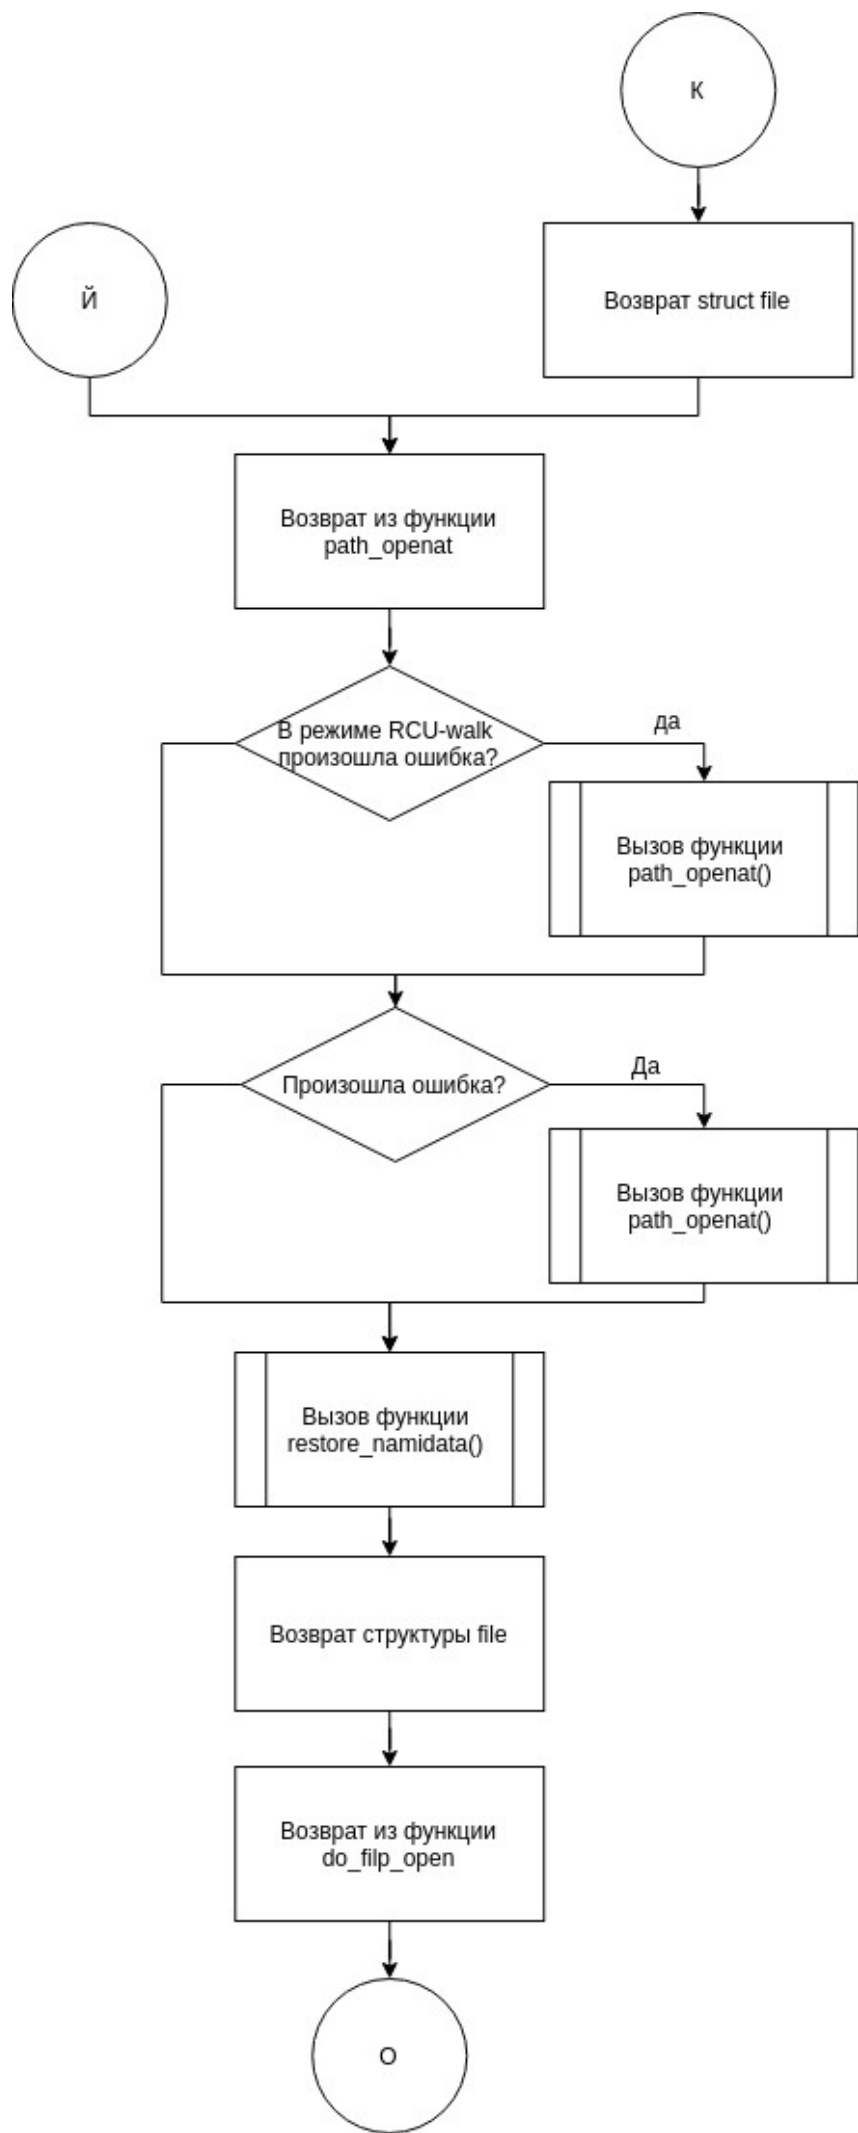 К
Возврат struct file
Й
Возврат из функции
path_openat
В режиме RCU-walk
произошла ошибка?
да
Вызов функции
path_openat()
Произошла ошибка?
Да
Вызов функции
path_openat()
Вызов функции
restore_namidata()
Возврат структуры file
Возврат из функции
do_filp_open
О